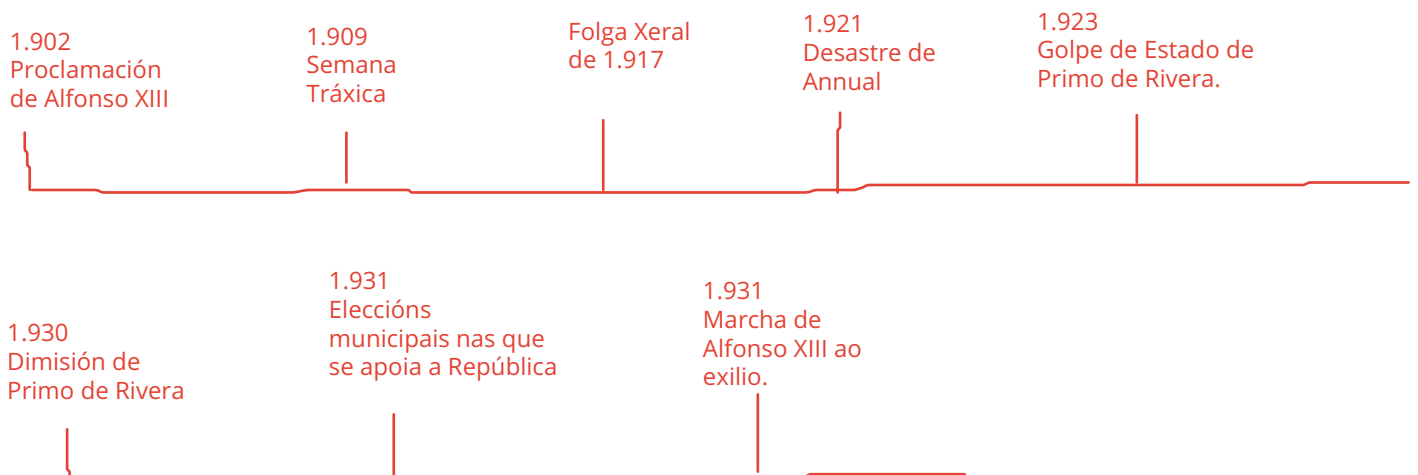 1.902
Proclamación
de Alfonso XIII
1.909
Semana
Tráxica
Folga Xeral
de 1.917
1.921
Desastre de
Annual
1.923
Golpe de Estado de
Primo de Rivera.
1.930
Dimisión de
Primo de Rivera
1.931
Eleccións
municipais nas que
se apoia a República
1.931
Marcha de
Alfonso XIII ao
exilio.